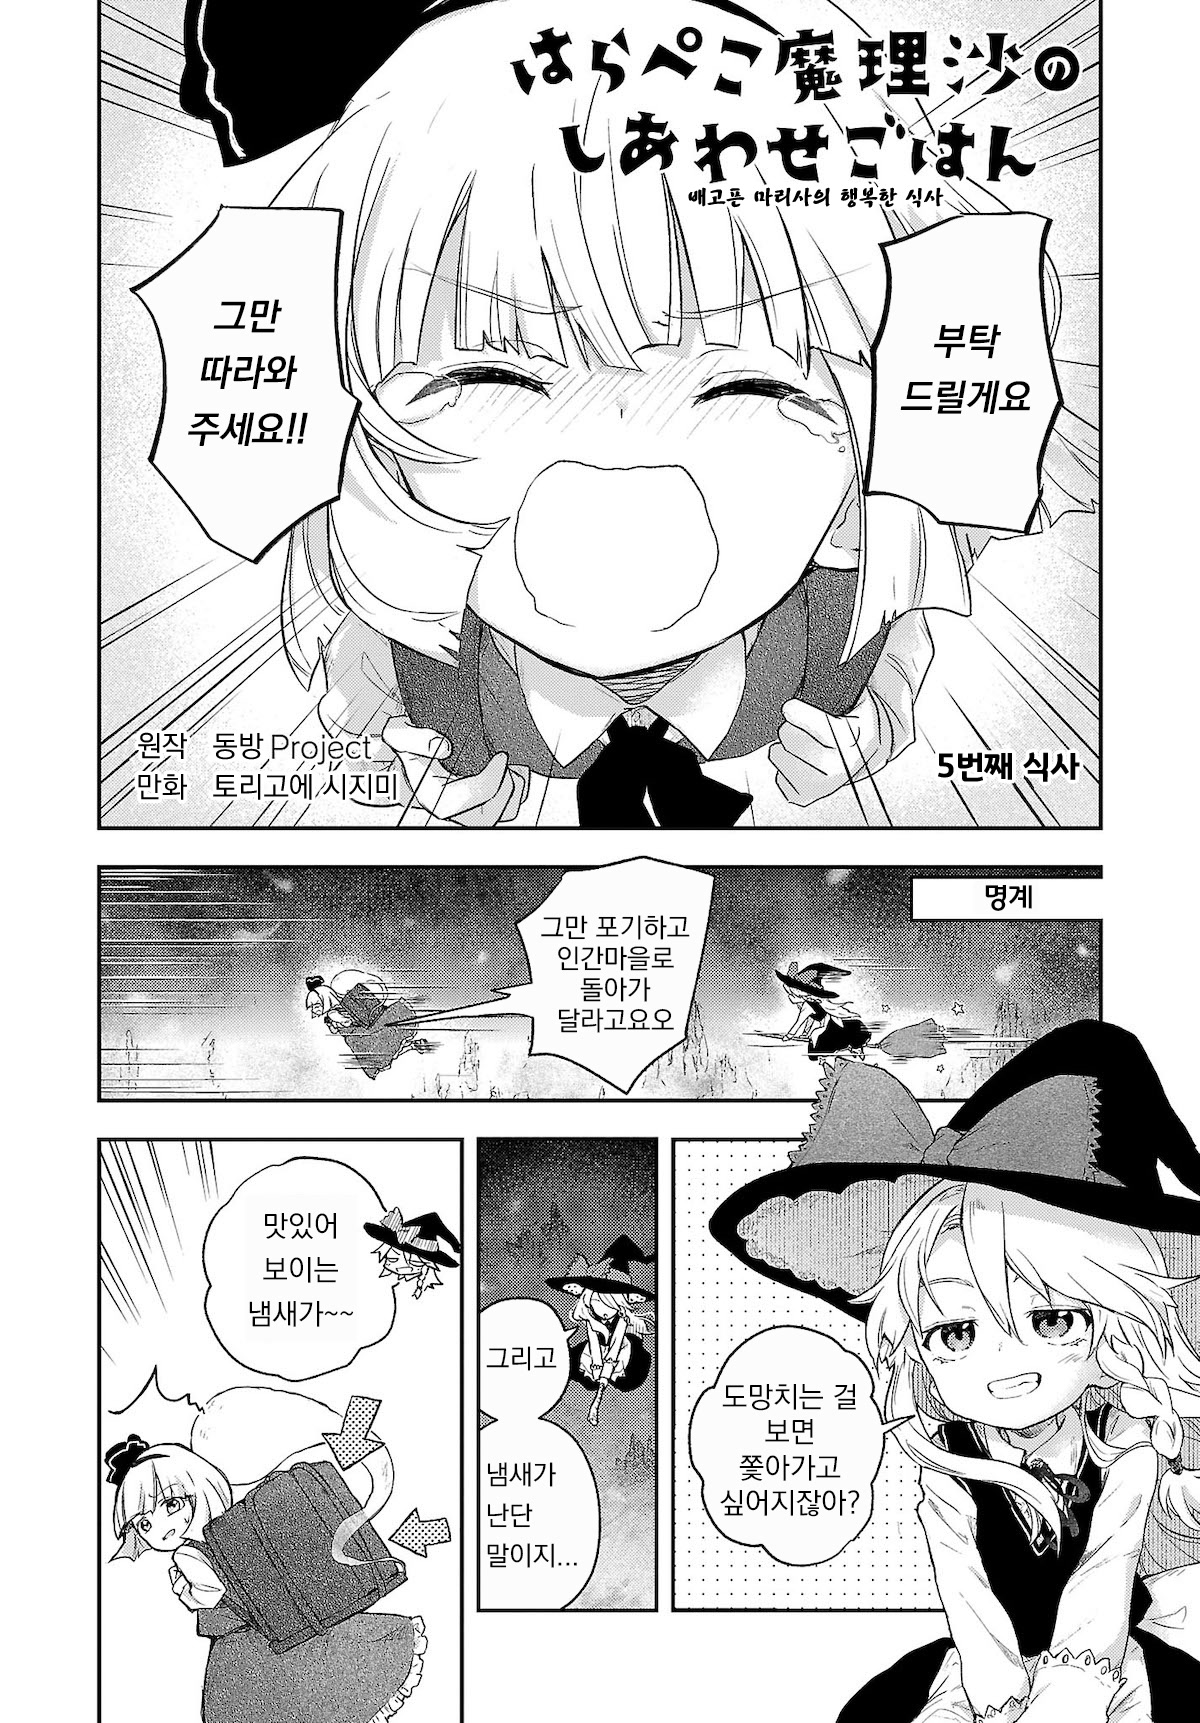 はらぺこ魔理沙の
しあわせごはん
배고픈 마리사의 행복한 식사
부탁
드릴게요
그만
따라와
주세요!!
원작 동방 Project
만화 토리고에 시지미
5번째 식사
명계
그만 포기하고
인간마을로
돌아가
달라고요오
도망치는 걸
보면
쫓아가고
싶어지잖아?
그리고
냄새가
난단
말이지...
맛있어
보이는
냄새가~~